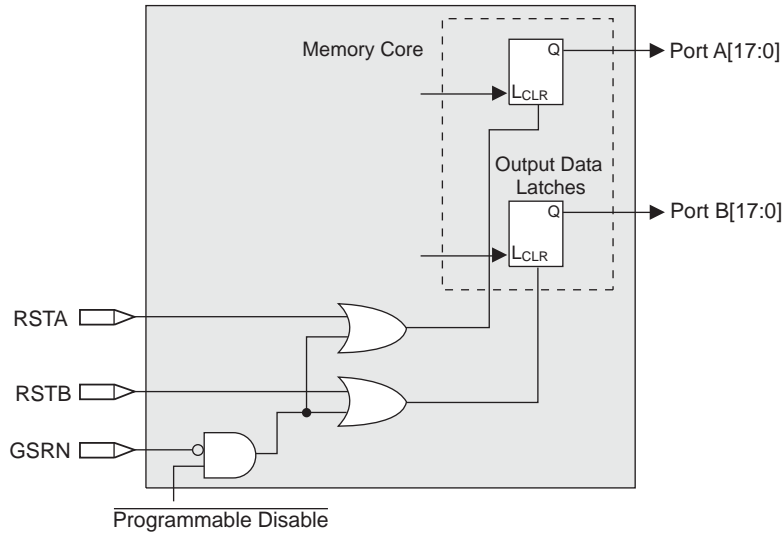 Memory Core
Q
LCLR
Port A[17:0]
Output Data
Latches
Q
LCLR
Port B[17:0]
RSTA
RSTB
GSRN
Programmable Disable